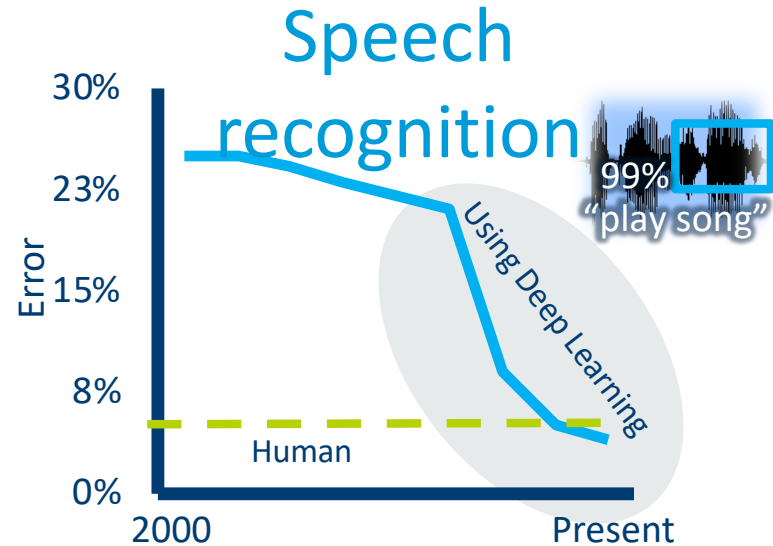 Speech
recognition
30%
23%
15%
8%
0%
Error
99%
“play song”
Using Deep Learning
Human
2000
Present